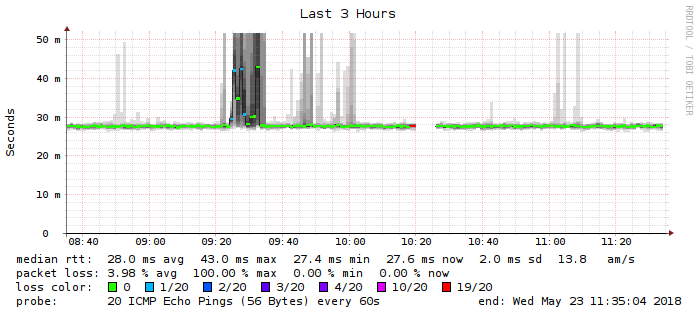 Last 3 Hours
RRDTOOL / TOBI OETIKER
Seconds
50 m
40 m
30 m
20 m
10 m
0
08:40 09:00 09:20 09:40 10:00 10:20 10:40 11:00 11:20
median rtt: 28.0 ms avg 43.0 ms max 27.4 ms min 27.6 ms now 2.0 ms sd 13.8 am/s
packet loss: 3.98 % avg 100.00 % max 0.00 % min 0.00 % now
loss color: 0 1/20 2/20 3/20 4/20 10/20 19/20
probe: 20 ICMP Echo Pings (56 Bytes) every 60s end: Wed May 23 11:35:04 2018